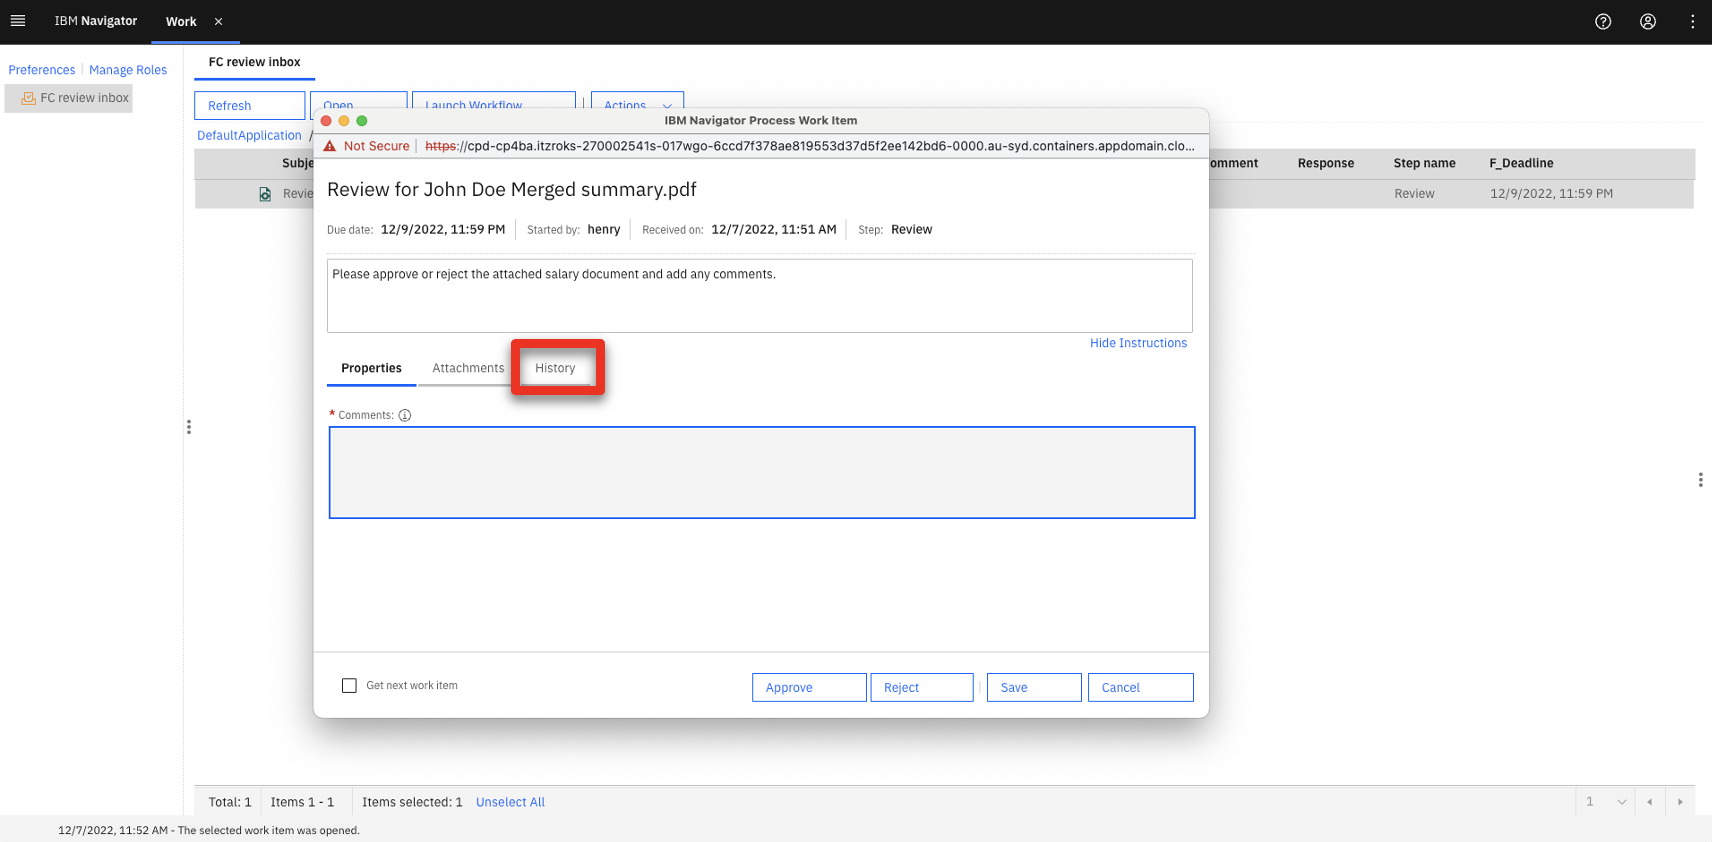 IBM Navigator
Work
Preferences
Manage Roles
FC review inbox
FC review inbox
Refresh
Open
Launch Workflow
Actions
DefaultApplication /
Subje
omment
Response
Step name
F_Deadline
Revie
Review
12/9/2022, 11:59 PM
IBM Navigator Process Work Item
Not Secure
https://cpd-cp4ba.itzroks-270002541s-017wgo-6ccd7f378ae819553d37d5f2ee142bd6-0000.au-syd.containers.appdomain.clo...
Review for John Doe Merged summary.pdf
Due date: 12/9/2022, 11:59 PM
Started by: henry
Received on: 12/7/2022, 11:51 AM
Step: Review
Please approve or reject the attached salary document and add any comments.
Hide Instructions
Properties
Attachments
History
* Comments:
Get next work item
Approve
Reject
Save
Cancel
Total: 1
Items 1 - 1
Items selected: 1
Unselect All
1
12/7/2022, 11:52 AM - The selected work item was opened.